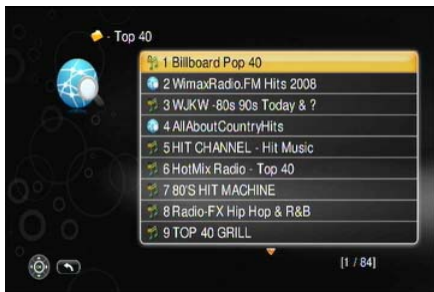 - Top 40
1 Billboard Pop 40
2 WimaxRadio.FM Hits 2008
3 WJKW -80s 90s Today & ?
4 AllAboutCountryHits
5 HIT CHANNEL - Hit Music
6 HotMix Radio - Top 40
7 80'S HIT MACHINE
8 Radio-FX Hip Hop & R&B
9 TOP 40 GRILL
[1 / 84]